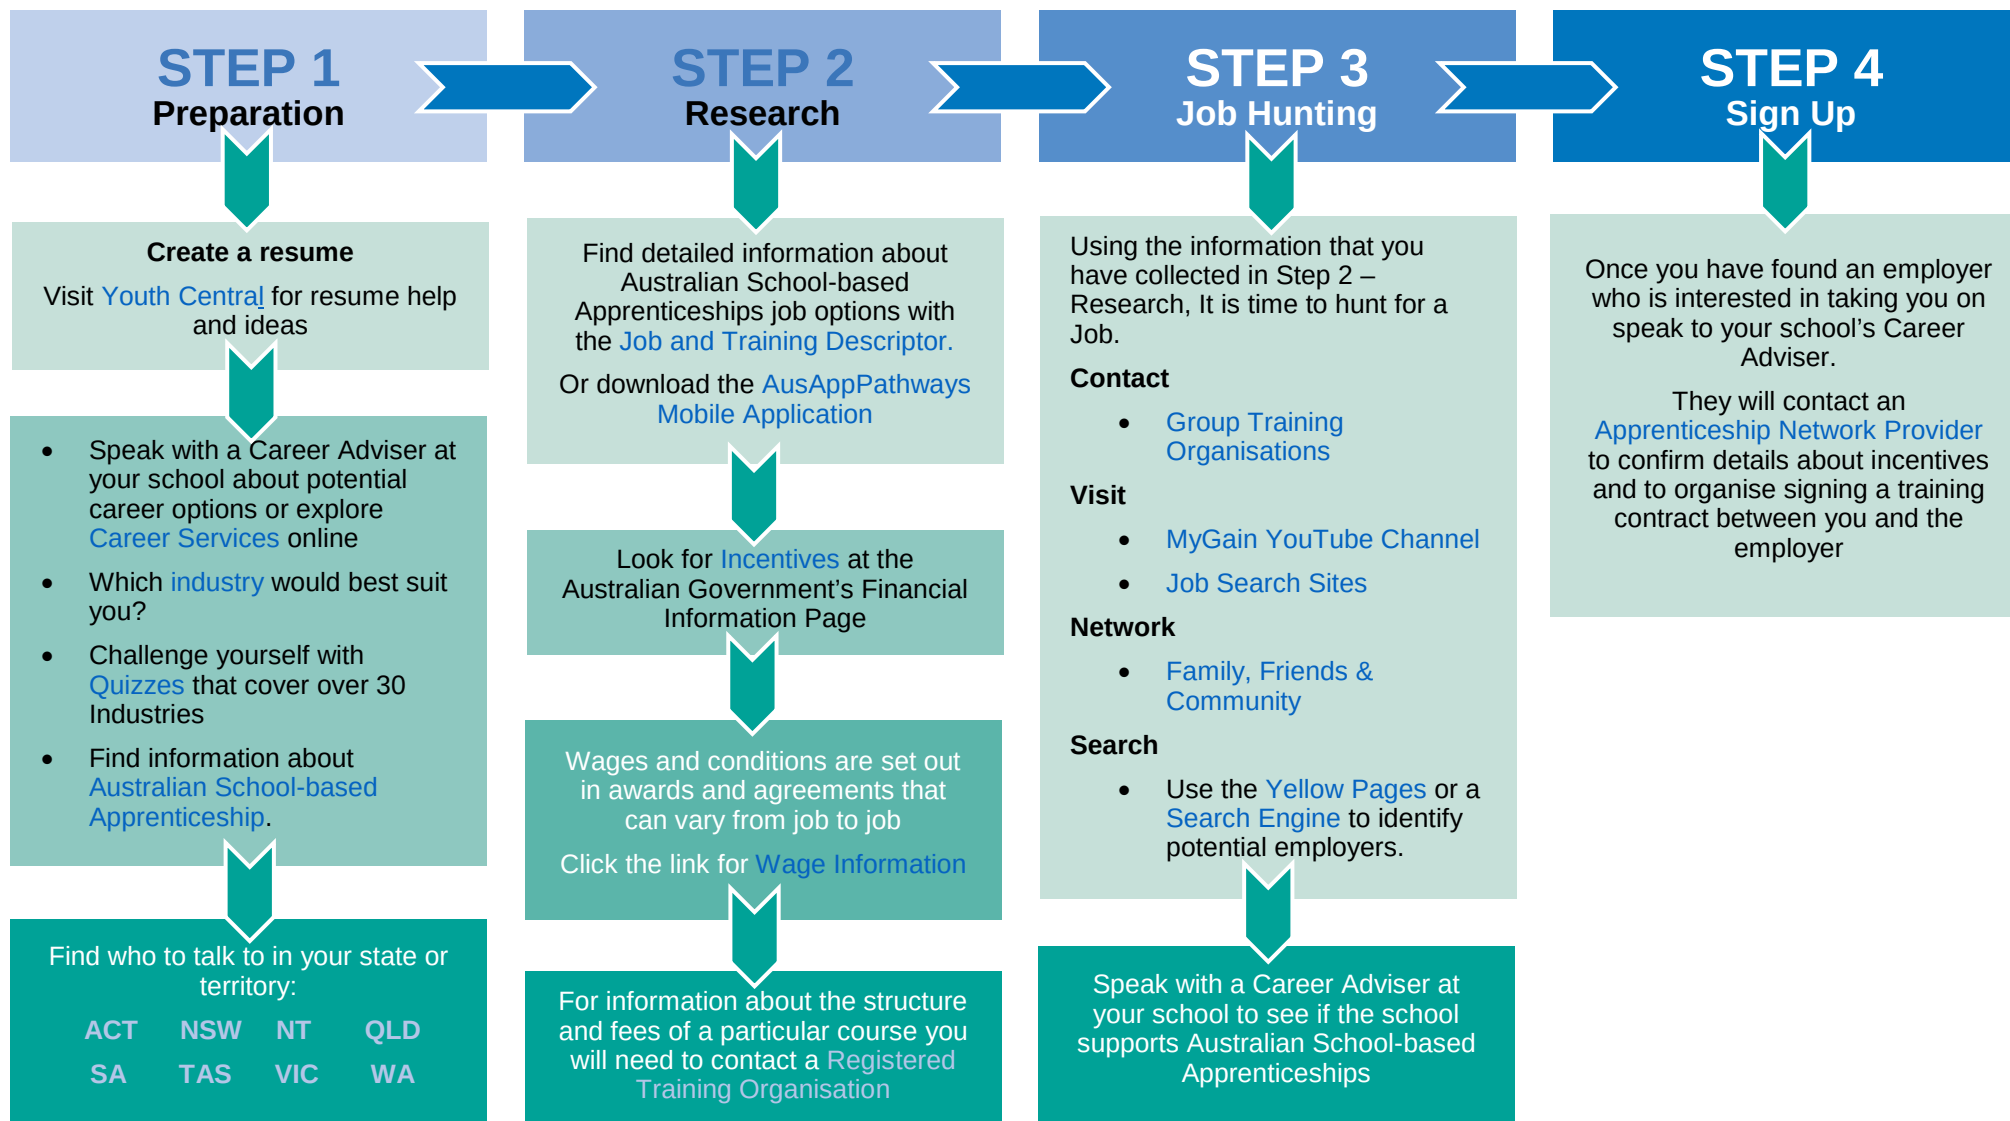 STEP 1
Preparation
Create a resume
Visit Youth Central for resume help
and ideas
• Speak with a Career Adviser at
your school about potential
career options or explore
Career Services online
• Which industry would best suit
you?
• Challenge yourself with
Quizzes that cover over 30
Industries
• Find information about
Australian School-based
Apprenticeship.
Find who to talk to in your state or
territory:
ACT NSW NT QLD
SA TAS VIC WA
STEP 2
Research
Find detailed information about
Australian School-based
Apprenticeships job options with
the Job and Training Descriptor.
Or download the AusAppPathways
Mobile Application
Look for Incentives at the
Australian Government’s Financial
Information Page
Wages and conditions are set out
in awards and agreements that
can vary from job to job
Click the link for Wage Information
For information about the structure
and fees of a particular course you
will need to contact a Registered
Training Organisation
STEP 3
Job Hunting
Using the information that you
have collected in Step 2 –
Research, It is time to hunt for a
Job.
Contact
• Group Training
Organisations
Visit
• MyGain YouTube Channel
• Job Search Sites
Network
• Family, Friends &
Community
Search
• Use the Yellow Pages or a
Search Engine to identify
potential employers.
Speak with a Career Adviser at
your school to see if the school
supports Australian School-based
Apprenticeships
STEP 4
Sign Up
Once you have found an employer
who is interested in taking you on
speak to your school’s Career
Adviser.
They will contact an
Apprenticeship Network Provider
to confirm details about incentives
and to organise signing a training
contract between you and the
employer